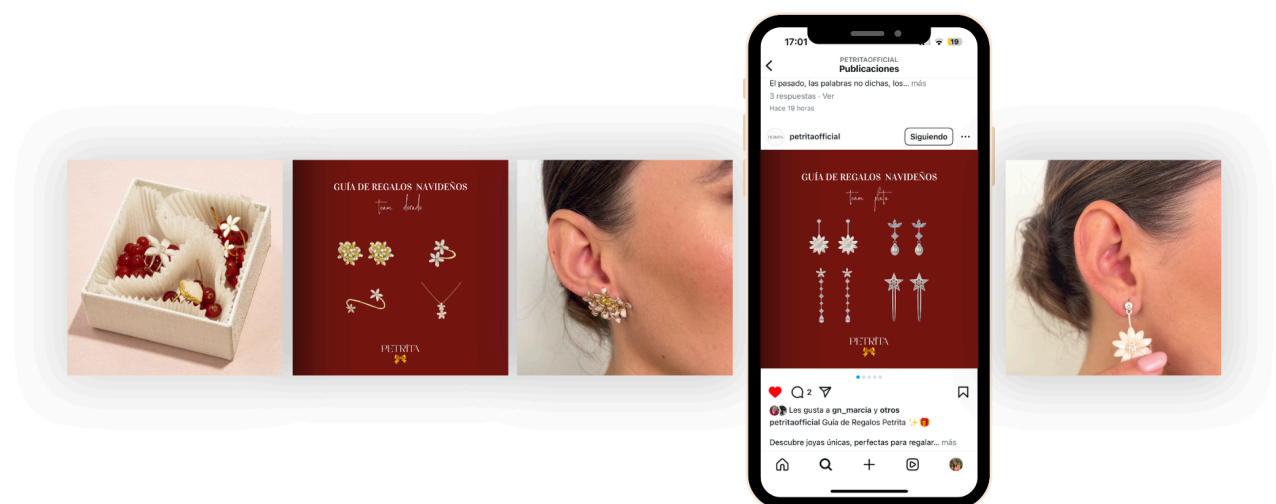 GUÍA DE REGALOS NAVIDEÑOS
team dorado
PETRITA
17:01
19
PETRITAOFFICIAL
Publicaciones
El pasado, las palabras no dichas, los... más
3 respuestas · Ver
Hace 19 horas
petritaofficial
Siguiendo
GUÍA DE REGALOS NAVIDEÑOS
team plata
PETRITA
2
Les gusta a gn_marcia y otros
petritaofficial Guía de Regalos Petrita ✨🎁
Descubre joyas únicas, perfectas para regalar... más